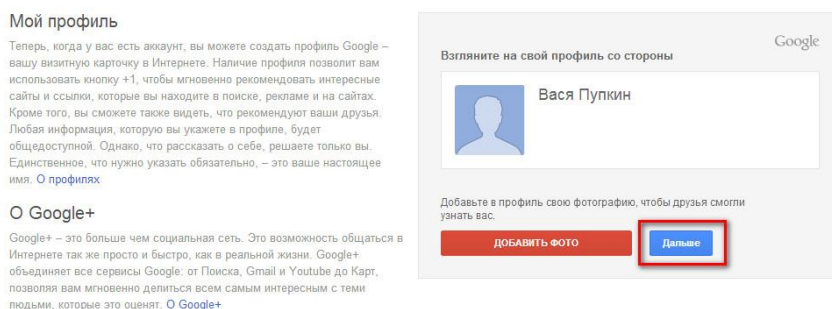 Мой профиль
Теперь, когда у вас есть аккаунт, вы можете создать профиль Google –
вашу визитную карточку в Интернете. Наличие профиля позволит вам
использовать кнопку +1, чтобы мгновенно рекомендовать интересные
сайты и ссылки, которые вы находите в поиске, рекламе и на сайтах.
Кроме того, вы сможете также видеть, что рекомендуют ваши друзья.
Любая информация, которую вы укажете в профиле, будет
общедоступной. Однако, что рассказать о себе, решаете только вы.
Единственное, что нужно указать обязательно, – это ваше настоящее
имя. О профилях
О Google+
Google+ – это больше чем социальная сеть. Это возможность общаться в
Интернете так же просто и быстро, как в реальной жизни. Google+
объединяет все сервисы Google: от Поиска, Gmail и Youtube до Карт,
позволяя вам мгновенно делиться всем самым интересным с теми
людьми, которые это оценят. О Google+
Google
Взгляните на свой профиль со стороны
Вася Пупкин
Добавьте в профиль свою фотографию, чтобы друзья смогли
узнать вас.
ДОБАВИТЬ ФОТО
Дальше